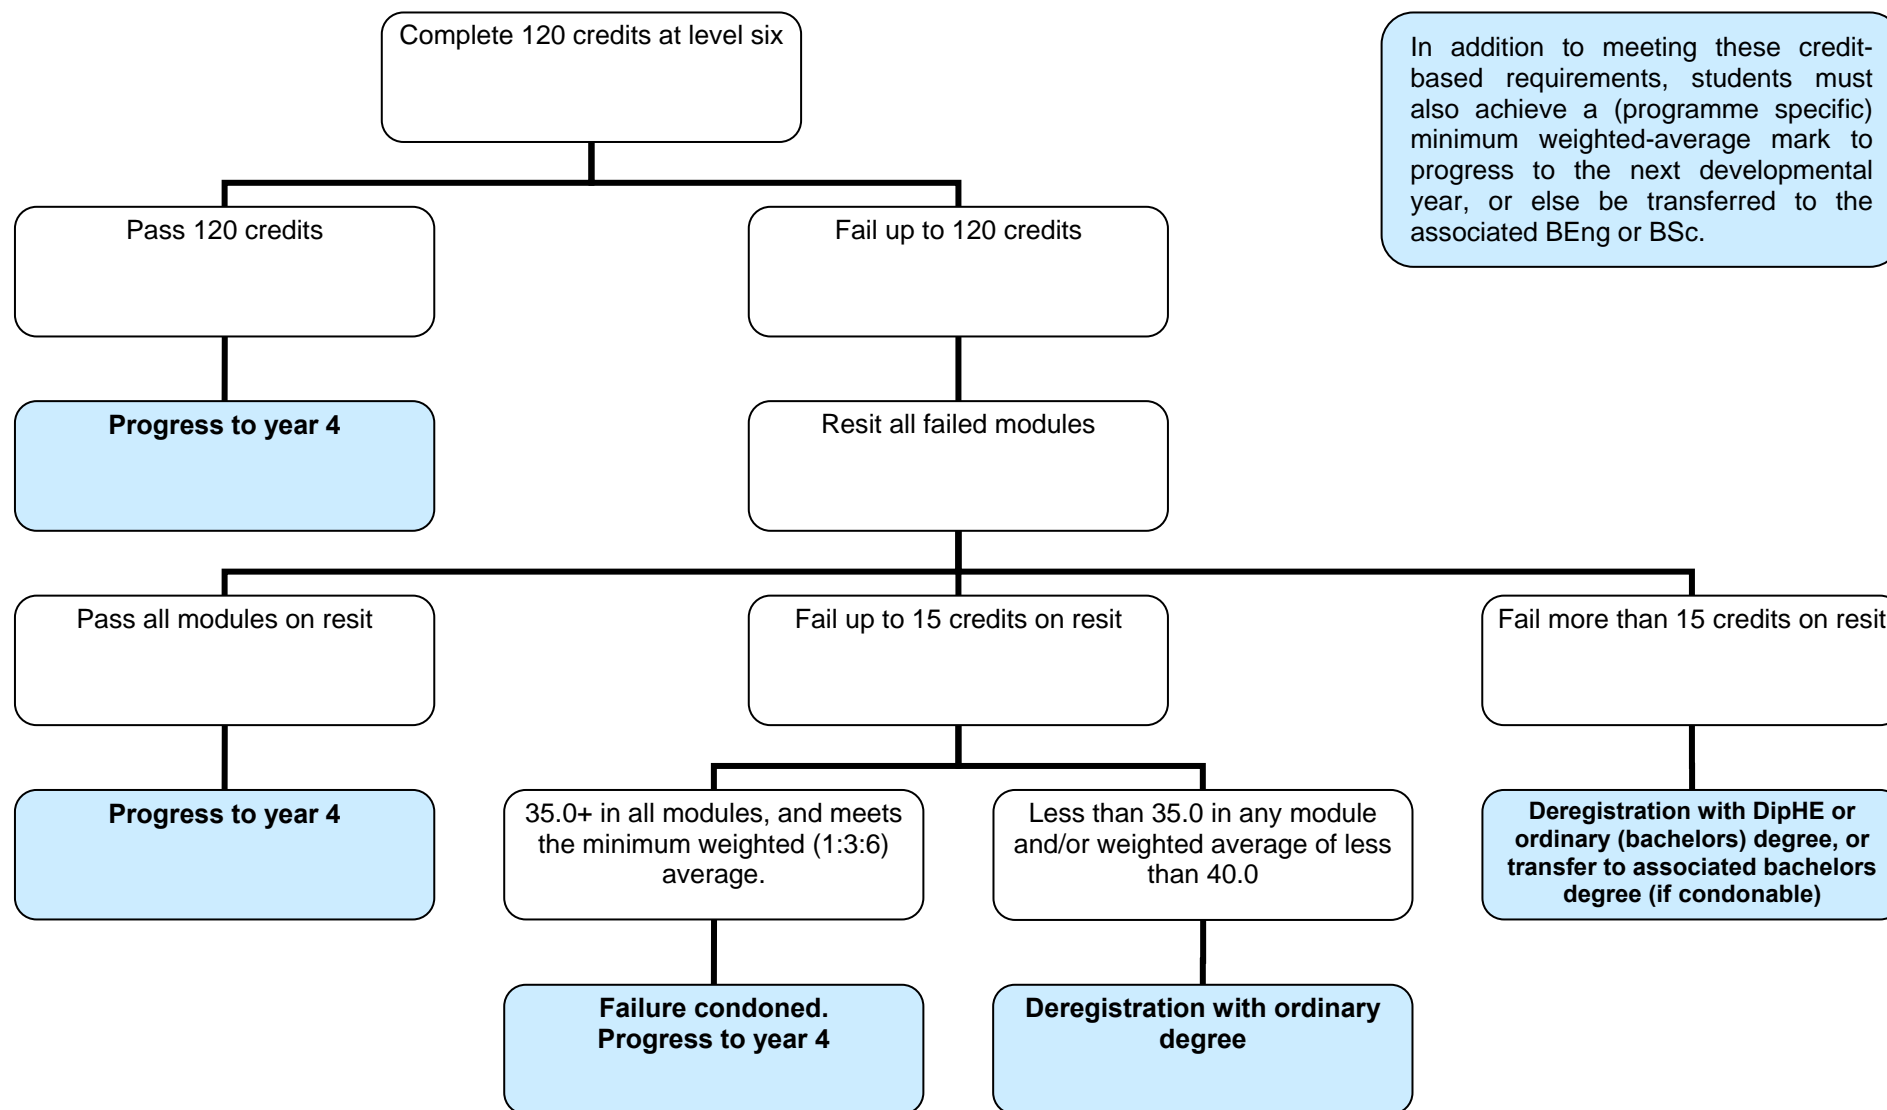 Complete 120 credits at level six
In addition to meeting these credit-
based requirements, students must
also achieve a (programme specific)
minimum weighted-average mark to
progress to the next developmental
year, or else be transferred to the
associated BEng or BSc.
Pass 120 credits
Fail up to 120 credits
Progress to year 4
Resit all failed modules
Pass all modules on resit
Fail up to 15 credits on resit
Fail more than 15 credits on resit
Progress to year 4
35.0+ in all modules, and meets
the minimum weighted (1:3:6)
average.
Less than 35.0 in any module
and/or weighted average of less
than 40.0
Deregistration with DipHE or
ordinary (bachelors) degree, or
transfer to associated bachelors
degree (if condonable)
Failure condoned.
Progress to year 4
Deregistration with ordinary
degree